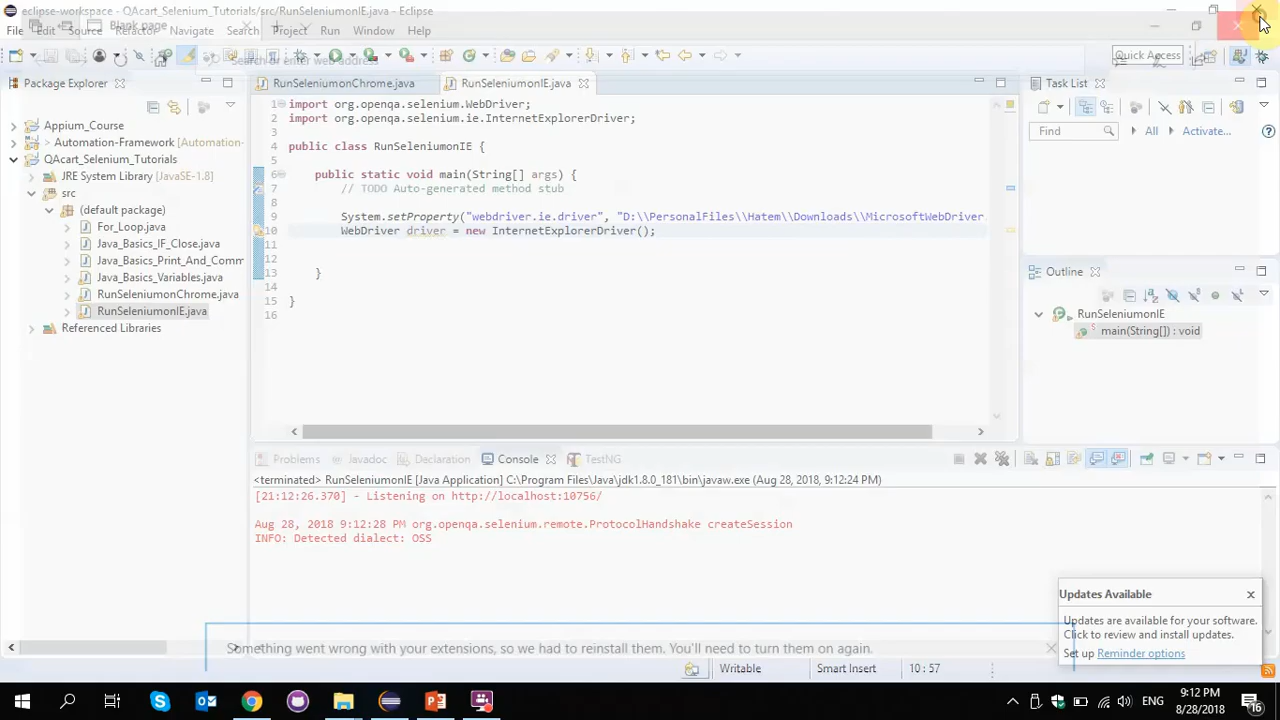 eclipse-workspace - QAcart_Selenium_Tutorials/src/RunSeleniumonIE.java - Eclipse
Blank page
File Edit Source Refactor Navigate Search Project Run Window Help
Search or enter web address
Quick Access
Package Explorer
RunSeleniumonChrome.java
RunSeleniumonIE.java
Task List
Appium_Course
> Automation-Framework [Automation-
QAcart_Selenium_Tutorials
JRE System Library [JavaSE-1.8]
src
(default package)
For_Loop.java
Java_Basics_IF_Close.java
Java_Basics_Print_And_Comm
Java_Basics_Variables.java
RunSeleniumonChrome.java
RunSeleniumonIE.java
Referenced Libraries
1 import org.openqa.selenium.WebDriver;
2 import org.openqa.selenium.ie.InternetExplorerDriver;
3
4 public class RunSeleniumonIE {
5
6 public static void main(String[] args) {
7 // TODO Auto-generated method stub
8
9 System.setProperty("webdriver.ie.driver", "D:\\PersonalFiles\\Hatem\\Downloads\\MicrosoftWebDriver.
10 WebDriver driver = new InternetExplorerDriver();
11
12
13 }
14
15 }
16
Find
All
Activate...
Outline
RunSeleniumonIE
main(String[]) : void
Problems
Javadoc
Declaration
Console
TestNG
<terminated> RunSeleniumonIE [Java Application] C:\Program Files\Java\jdk1.8.0_181\bin\javaw.exe (Aug 28, 2018 9:12:24 PM)
[21:12:26.370] - Listening on http://localhost:10756/
Aug 28, 2018 9:12:28 PM org.openqa.selenium.remote.ProtocolHandshake createSession
INFO: Detected dialect: OSS
Updates Available
Updates are available for your software.
Click to review and install updates.
Set up Reminder options
Something went wrong with your extensions, so we had to reinstall them. You'll need to turn them on again.
Writable
Smart Insert
10 : 57
ENG
9:12 PM
8/28/2018
16